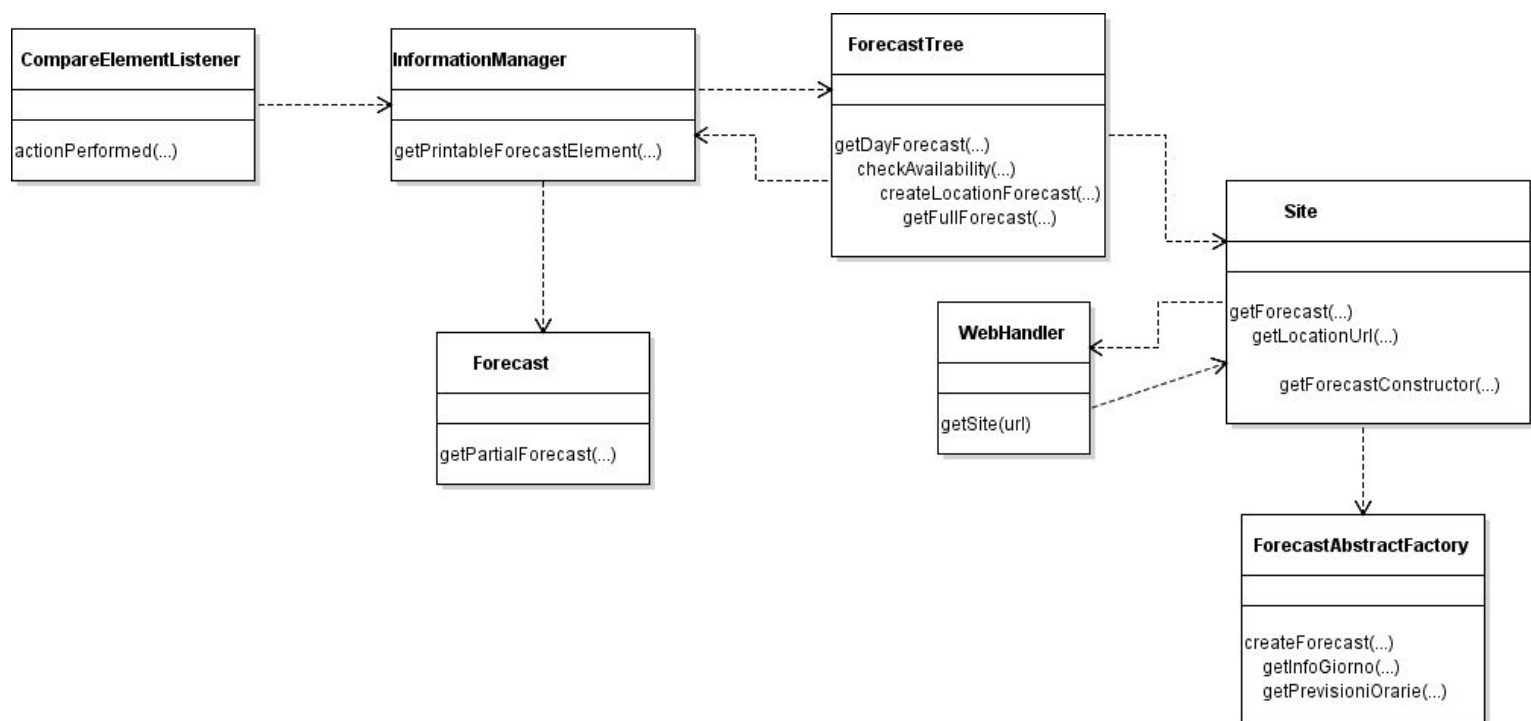 CompareElementListener
actionPerformed(...)
InformationManager
getPrintableForecastElement(...)
ForecastTree
getDayForecast(...)
checkAvailability(...)
createLocationForecast(...)
getFullForecast(...)
Site
getForecast(...)
getLocationUrl(...)
getForecastConstructor(...)
WebHandler
getSite(url)
Forecast
getPartialForecast(...)
ForecastAbstractFactory
createForecast(...)
getInfoGiorno(...)
getPrevisioniOrarie(...)